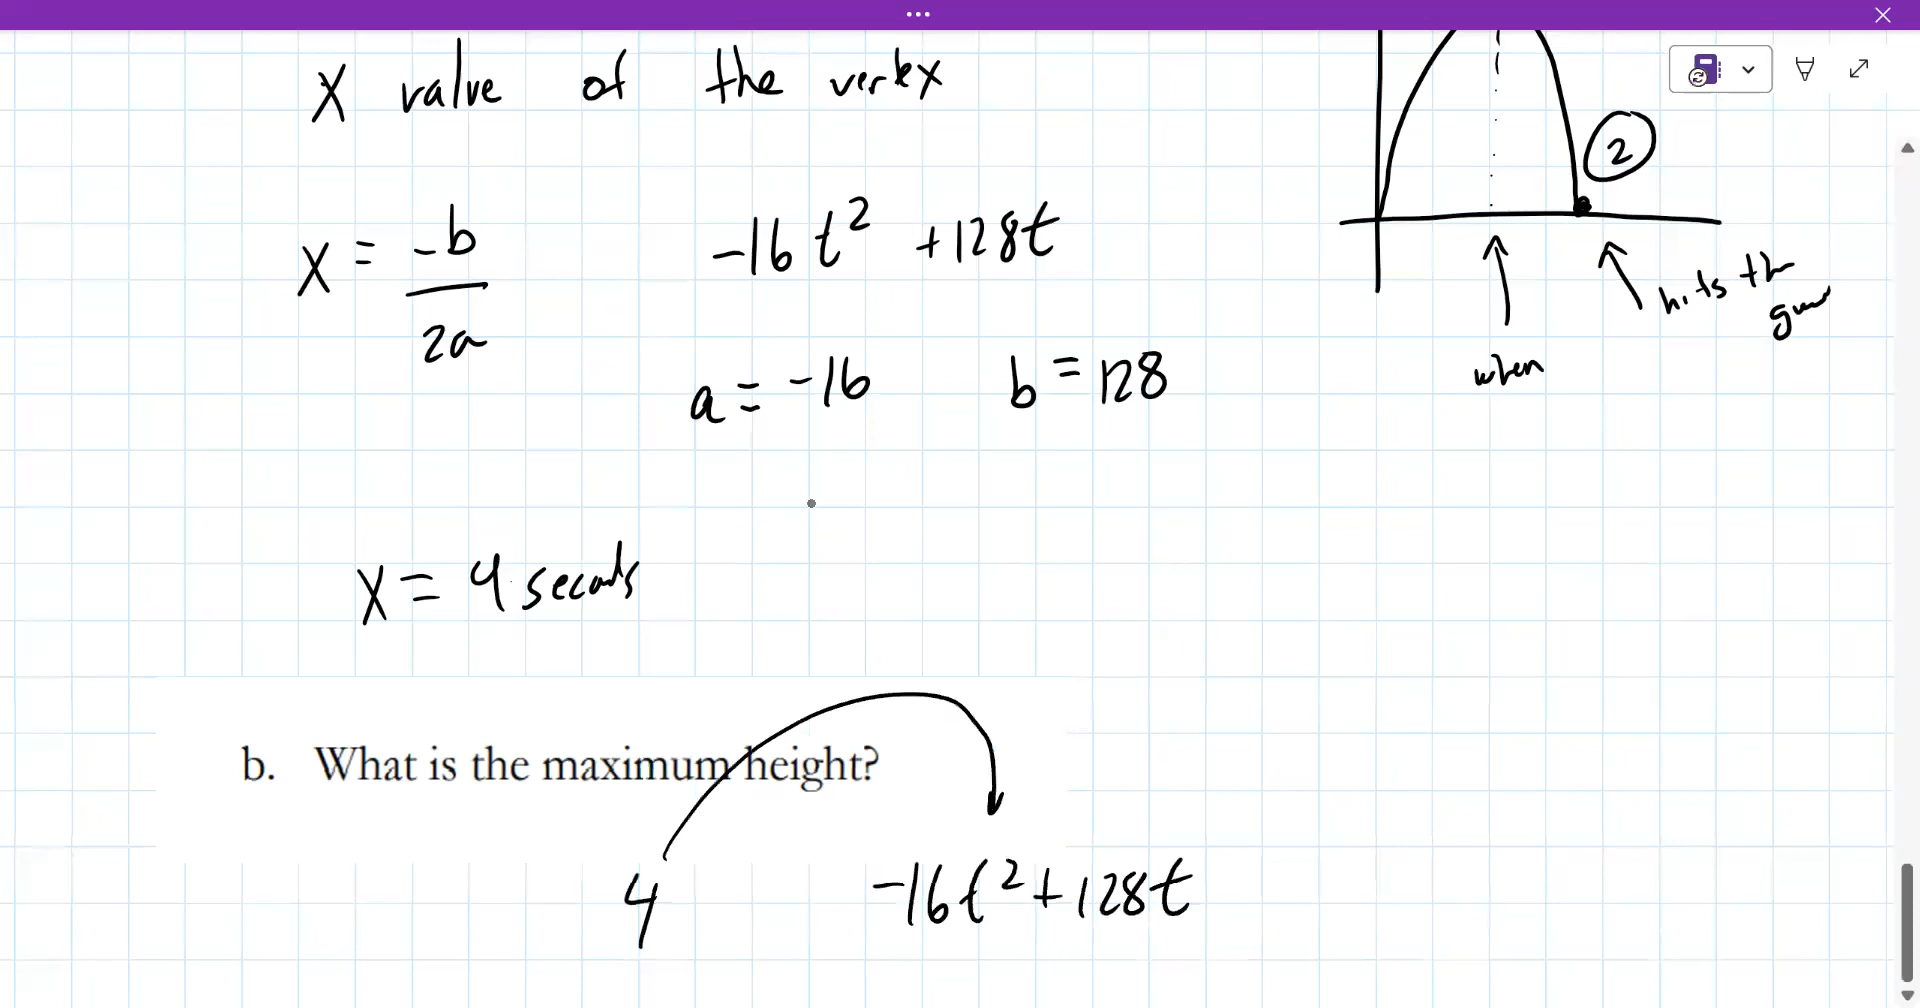 X value of the vertex
2
x = -b / 2a
-16t² +128t
hits th
a = -16 b = 128
when
x = 4 seconds
b. What is the maximum height?
4 -16t² + 128t